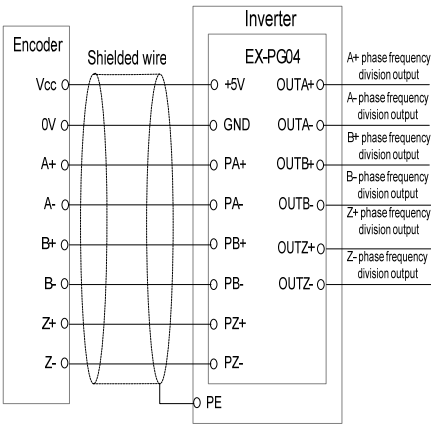 Inverter
Encoder
Shielded wire
EX-PG04
Vcc
+5V
OUTA+
A+ phase frequency
division output
0V
GND
OUTA-
A- phase frequency
division output
A+
PA+
OUTB+
B+ phase frequency
division output
A-
PA-
OUTB-
B- phase frequency
division output
B+
PB+
OUTZ+
Z+ phase frequency
division output
B-
PB-
OUTZ-
Z- phase frequency
division output
Z+
PZ+
Z-
PZ-
PE